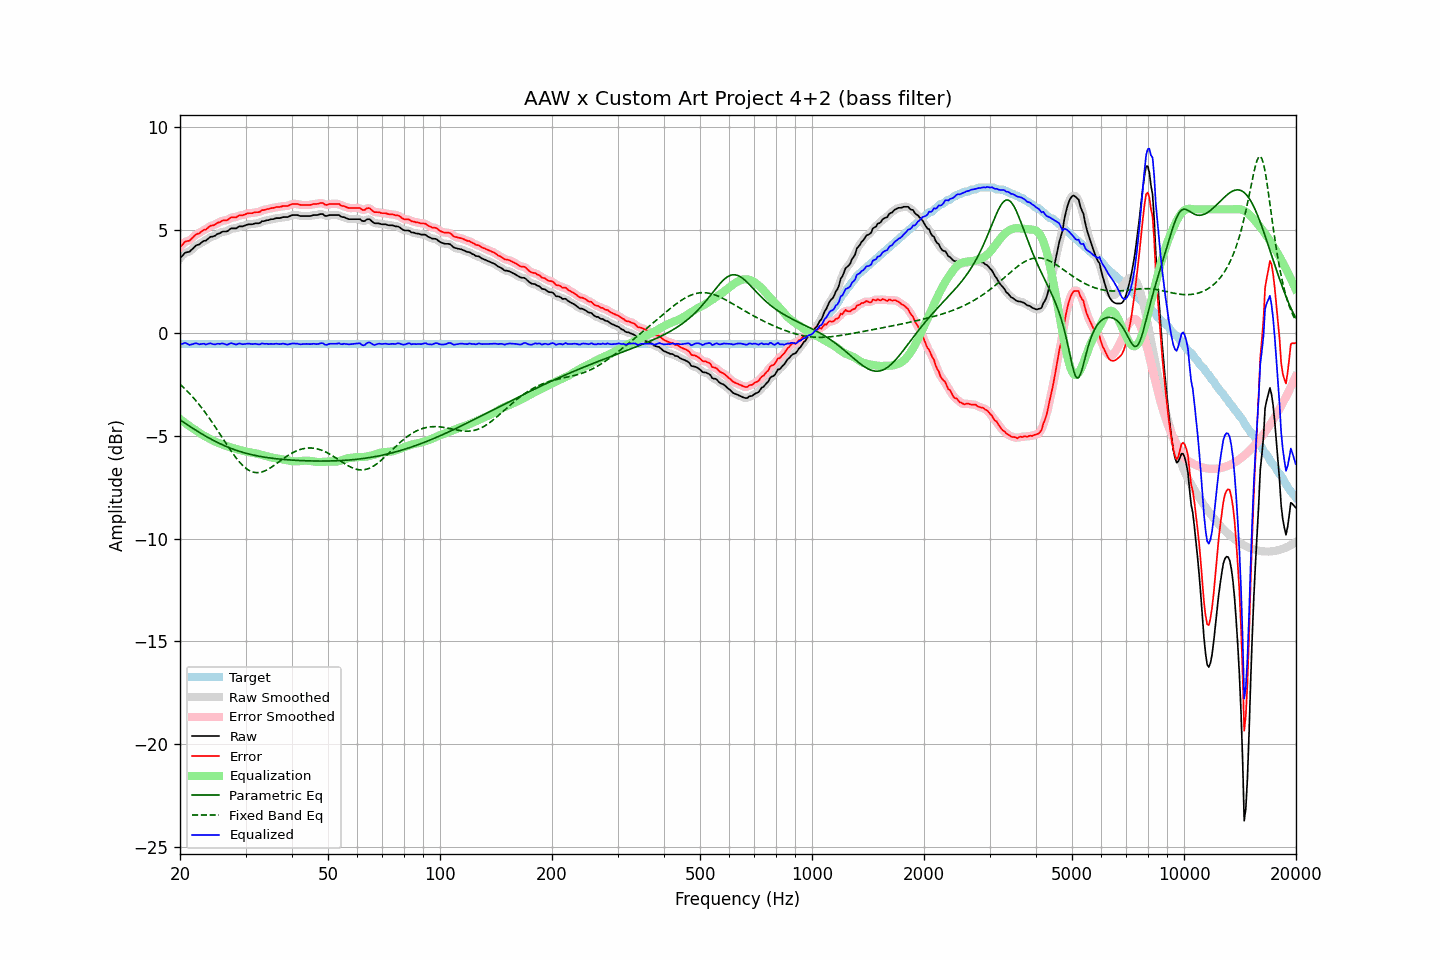 AAW x Custom Art Project 4+2 (bass filter)
10
5
0
−5
−10
−15
−20
−25
Amplitude (dBr)
Target
Raw Smoothed
Error Smoothed
Raw
Error
Equalization
Parametric Eq
Fixed Band Eq
Equalized
20 50 100 200 500 1000 2000 5000 10000 20000
Frequency (Hz)